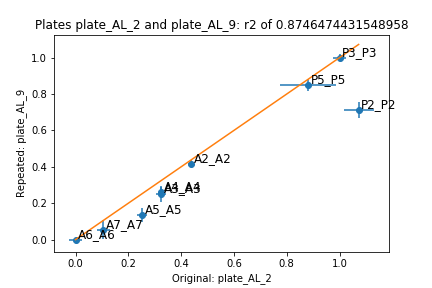 Plates plate_AL_2 and plate_AL_9: r2 of 0.8746474431548958
Repeated: plate_AL_9
1.0
0.8
0.6
0.4
0.2
0.0
P3_P3
P5_P5
P2_P2
A2_A2
A4_A4
A5_A5
A7_A7
A6_A6
0.0
0.2
0.4
0.6
0.8
1.0
Original: plate_AL_2